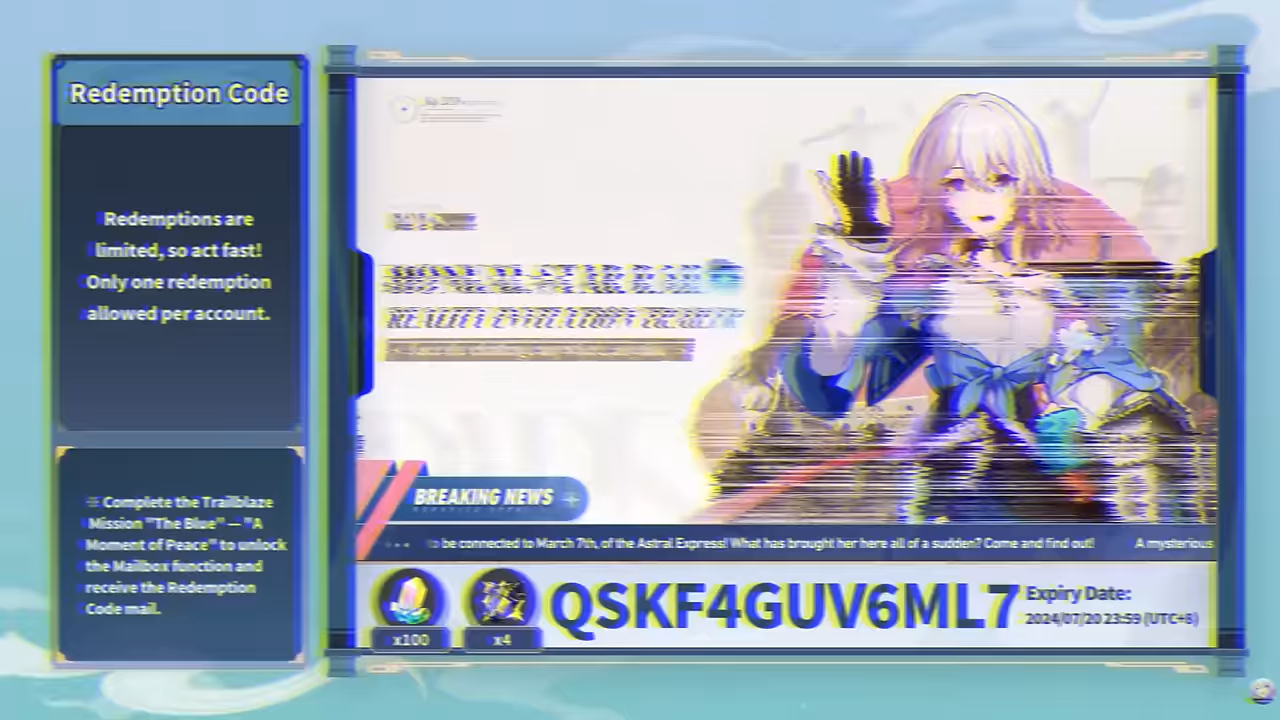 Redemption Code
Redemptions are
limited, so act fast!
Only one redemption
allowed per account.
※ Complete the Trailblaze
Mission "The Blue" — "A
Moment of Peace" to unlock
the Mailbox function and
receive the Redemption
Code mail.
BREAKING NEWS
be connected to March 7th, of the Astral Express! What has brought her here all of a sudden? Come and find out! A mysterious
x100
x4
QSKF4GUV6ML7
Expiry Date:
2024/07/20 23:59 (UTC+8)